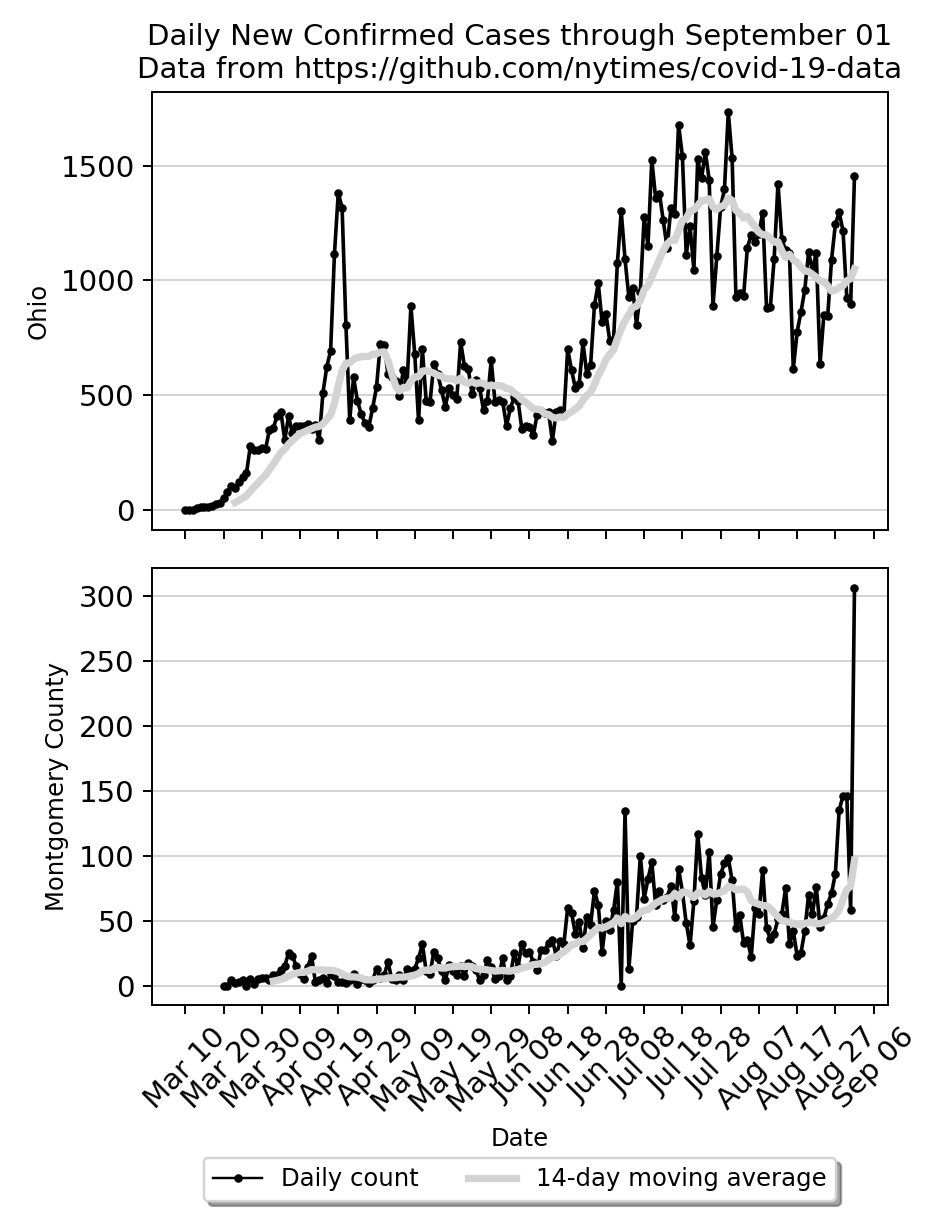 Daily New Confirmed Cases through September 01
Data from https://github.com/nytimes/covid-19-data
1500
1000
500
0
Ohio
300
250
200
150
100
50
0
Montgomery County
Mar 10
Mar 20
Mar 30
Apr 09
Apr 19
Apr 29
May 09
May 19
May 29
Jun 08
Jun 18
Jun 28
Jul 08
Jul 18
Jul 28
Aug 07
Aug 17
Aug 27
Sep 06
Date
Daily count
14-day moving average